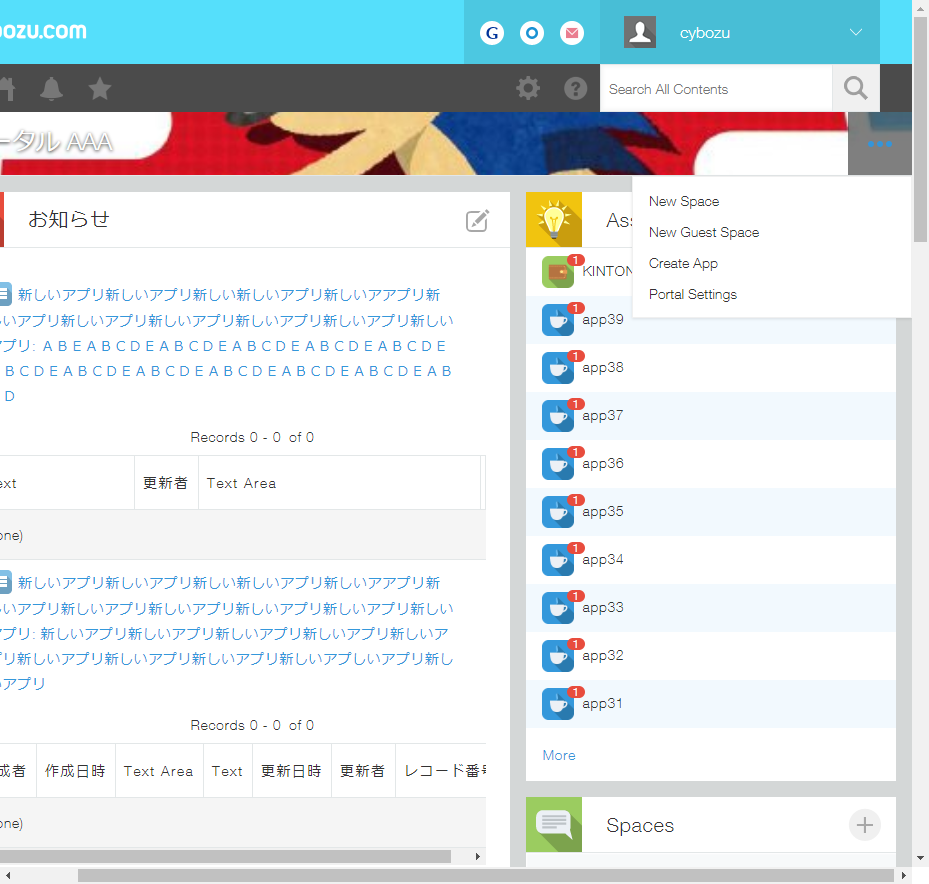 ozu.com
G
cybozu
Search All Contents
ータル AAA
New Space
New Guest Space
Create App
Portal Settings
お知らせ
新しいアプリ新しいアプリ新しい新しいアプリ新しいアアプリ新
いアプリ新しいアプリ新しいアプリ新しいアプリ新しいアプリ新しい
プリ: A B E A B C D E A B C D E A B C D E A B C D E A B C D E A B C D E
B C D E A B C D E A B C D E A B C D E A B C D E A B C D E A B
D
Records 0 - 0 of 0
ext
更新者
Text Area
one)
新しいアプリ新しいアプリ新しい新しいアプリ新しいアアプリ新
いアプリ新しいアプリ新しいアプリ新しいアプリ新しいアプリ新しい
プリ: 新しいアプリ新しいアプリ新しいアプリ新しいアプリ新しいア
リ新しいアプリ新しいアプリ新しいアプリ新しいアプしいアプリ新し
アプリ
Records 0 - 0 of 0
成者
作成日時
Text Area
Text
更新日時
更新者
レコード番号
one)
Ass
1
KINTON
1
app39
1
app38
1
app37
1
app36
1
app35
1
app34
1
app33
1
app32
1
app31
More
Spaces